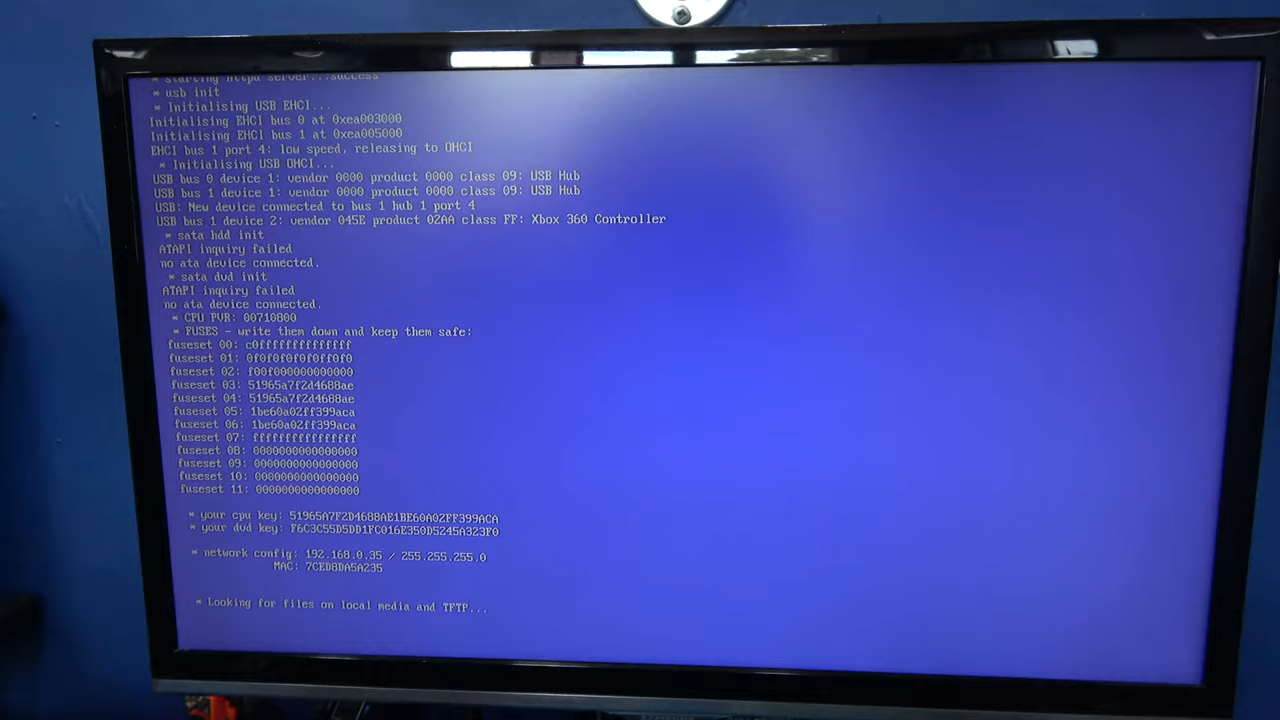 * starting httpd server...success
* usb init
* Initialising USB EHCI...
Initialising EHCI bus 0 at 0xea003000
Initialising EHCI bus 1 at 0xea005000
EHCI bus 1 port 4: low speed, releasing to OHCI
* Initialising USB OHCI...
USB bus 0 device 1: vendor 0000 product 0000 class 09: USB Hub
USB bus 1 device 1: vendor 0000 product 0000 class 09: USB Hub
USB: New device connected to bus 1 hub 1 port 4
USB bus 1 device 2: vendor 045E product 02AA class FF: Xbox 360 Controller
* sata hdd init
ATAPI inquiry failed
no ata device connected.
* sata dvd init
ATAPI inquiry failed
no ata device connected.
* CPU PVR: 00710800
* FUSES - write them down and keep them safe:
fuseset 00: c0ffffffffffffff
fuseset 01: 0f0f0f0f0f0ff0f0
fuseset 02: f00f000000000000
fuseset 03: 51965a7f2d4688ae
fuseset 04: 51965a7f2d4688ae
fuseset 05: 1be60a02ff399aca
fuseset 06: 1be60a02ff399aca
fuseset 07: ffffffffffffffff
fuseset 08: 0000000000000000
fuseset 09: 0000000000000000
fuseset 10: 0000000000000000
fuseset 11: 0000000000000000
* your cpu key: 51965A7F2D4688AE1BE60A02FF399ACA
* your dvd key: F6C3C55D5DD1FC016E350D5245A323F0
* network config: 192.168.0.35 / 255.255.255.0
MAC: 7CED8DA5A235
* Looking for files on local media and TFTP...